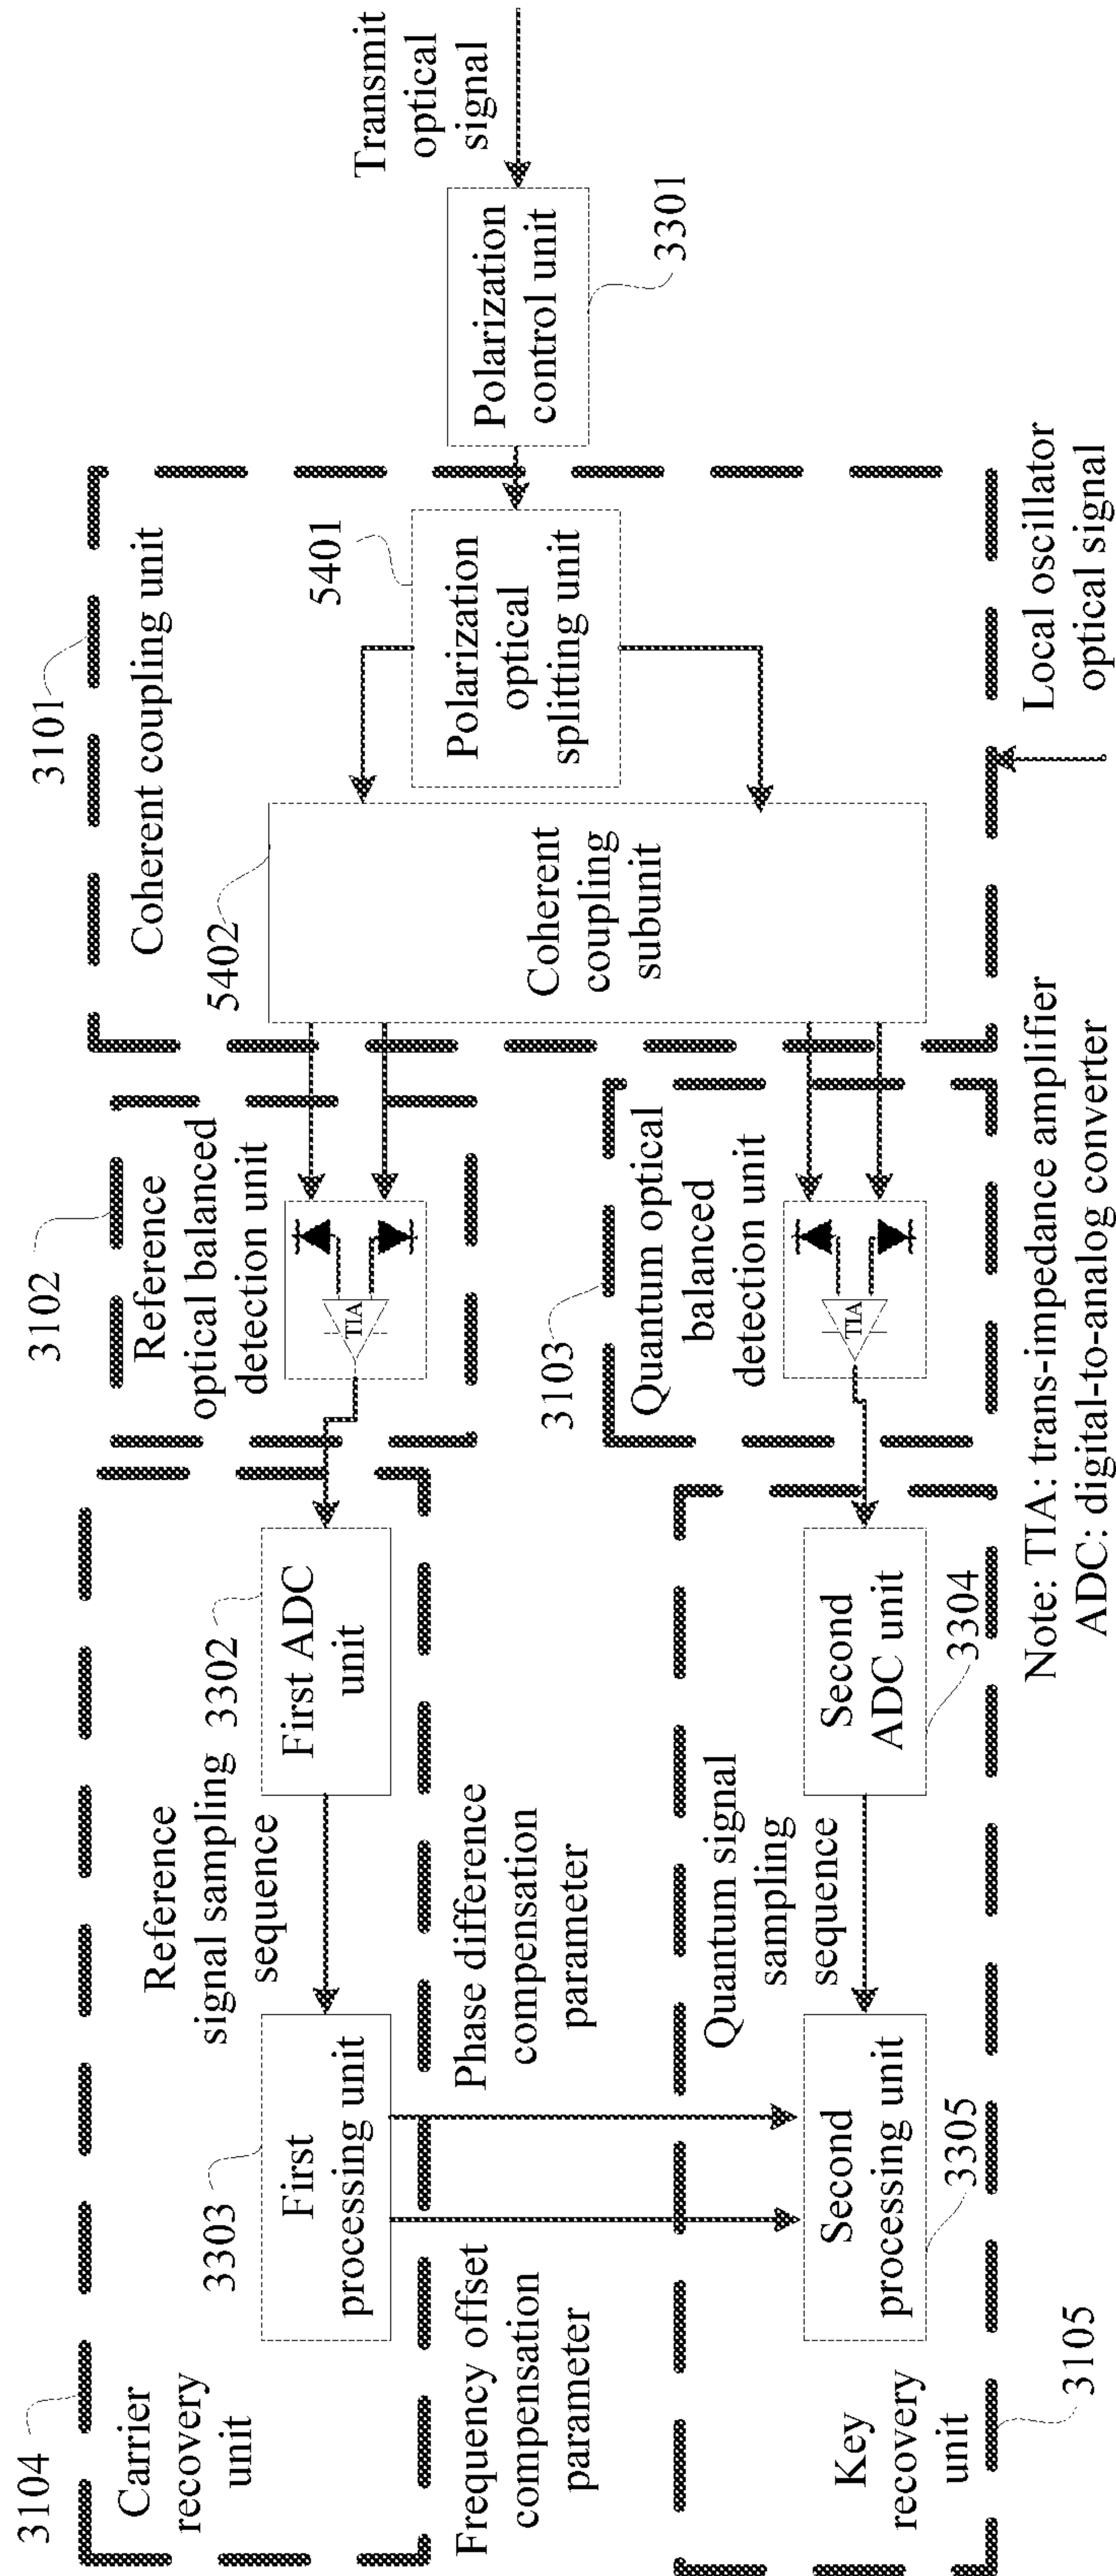 3104
Carrier
recovery
unit
3303
First
processing unit
Reference
signal sampling
sequence
3302
First ADC
unit
3102
Reference
optical balanced
detection unit
TIA
3101
Coherent coupling unit
5402
Coherent
coupling
subunit
5401
Polarization
optical
splitting unit
Polarization
control unit
3301
Transmit
optical
signal
Frequency offset
compensation
parameter
Phase difference
compensation
parameter
Key
recovery
unit
3105
Second
processing unit
3305
Quantum signal
sampling
sequence
Second
ADC unit
3304
3103
Quantum optical
balanced
detection unit
TIA
Local oscillator
optical signal
Note: TIA: trans-impedance amplifier
ADC: digital-to-analog converter